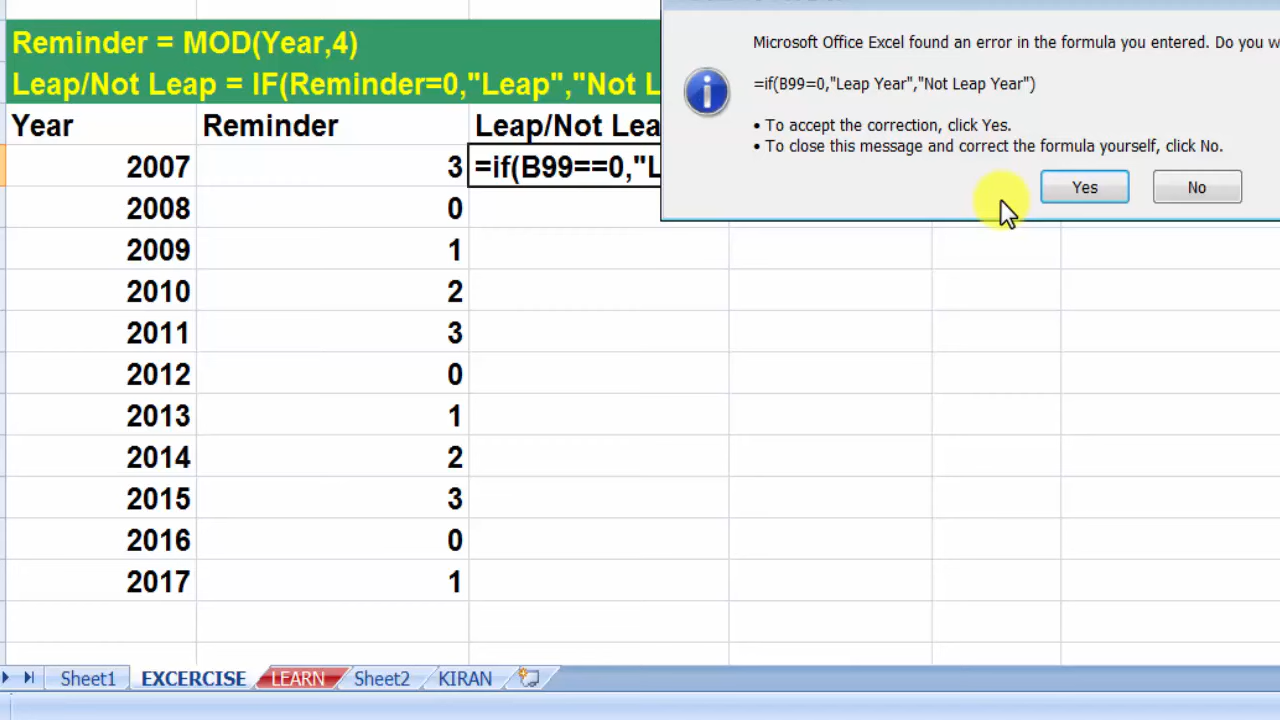 Reminder = MOD(Year,4)
Leap/Not Leap = IF(Reminder=0,"Leap","Not L
Year Reminder Leap/Not Lea
2007 3 =if(B99==0,"L
2008 0
2009 1
2010 2
2011 3
2012 0
2013 1
2014 2
2015 3
2016 0
2017 1
Microsoft Office Excel found an error in the formula you entered. Do you w
=if(B99=0,"Leap Year","Not Leap Year")
• To accept the correction, click Yes.
• To close this message and correct the formula yourself, click No.
Yes No
Sheet1 EXCERCISE LEARN Sheet2 KIRAN